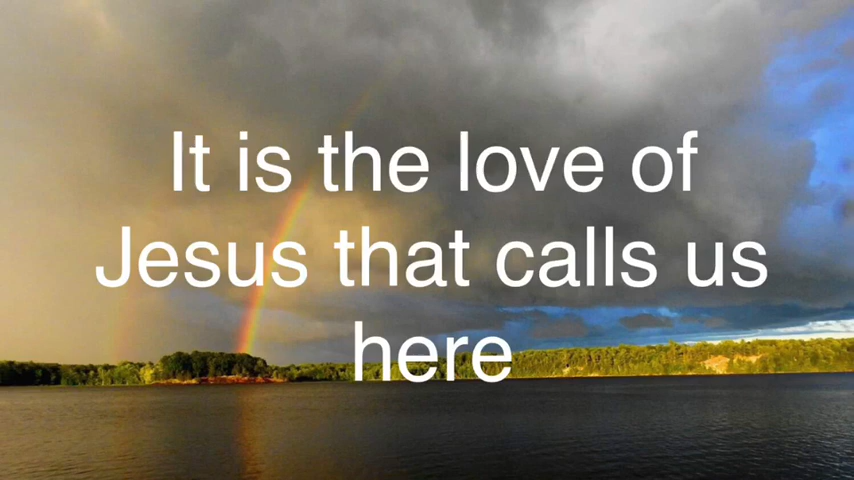 It is the love of
Jesus that calls us
here